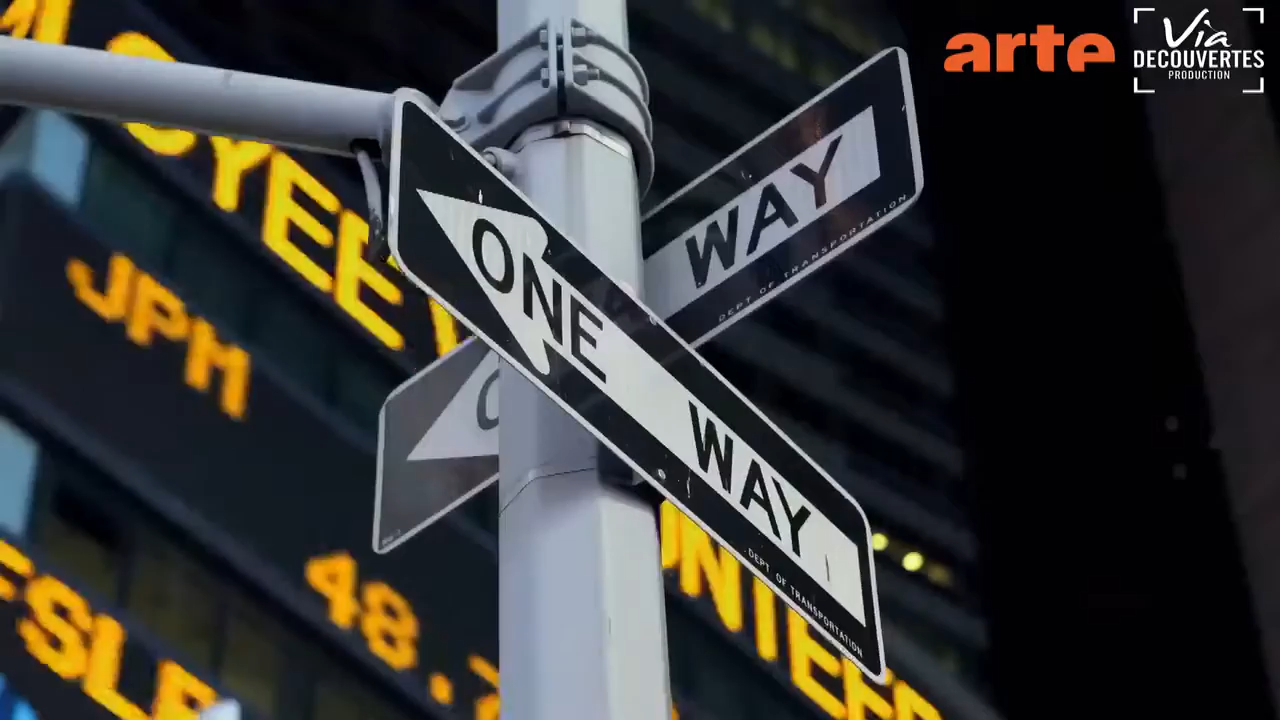 arte
Via
DECOUVERTES
PRODUCTION
WAY
DEPT OF TRANSPORTATION
ONE WAY
DEPT OF TRANSPORTATION
JPM
48.